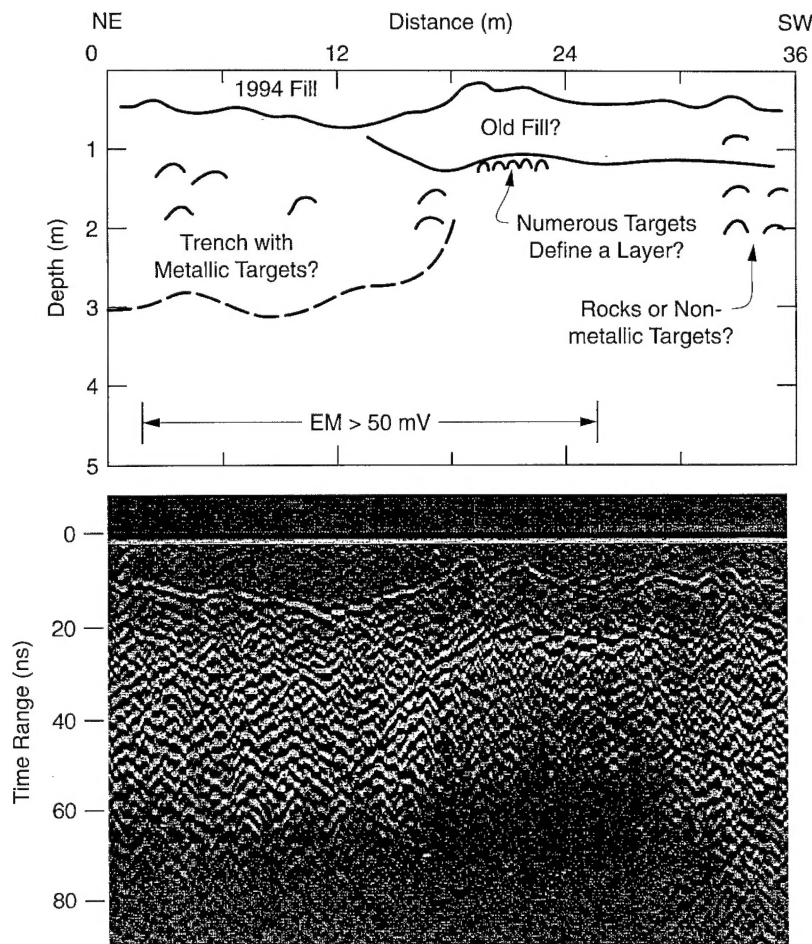 NE Distance (m) SW
0 12 24 36
1994 Fill
Old Fill?
1
2
3
4
5
Depth (m)
Trench with
Metallic Targets?
Numerous Targets
Define a Layer?
Rocks or Non-
metallic Targets?
EM > 50 mV
0
20
40
60
80
Time Range (ns)